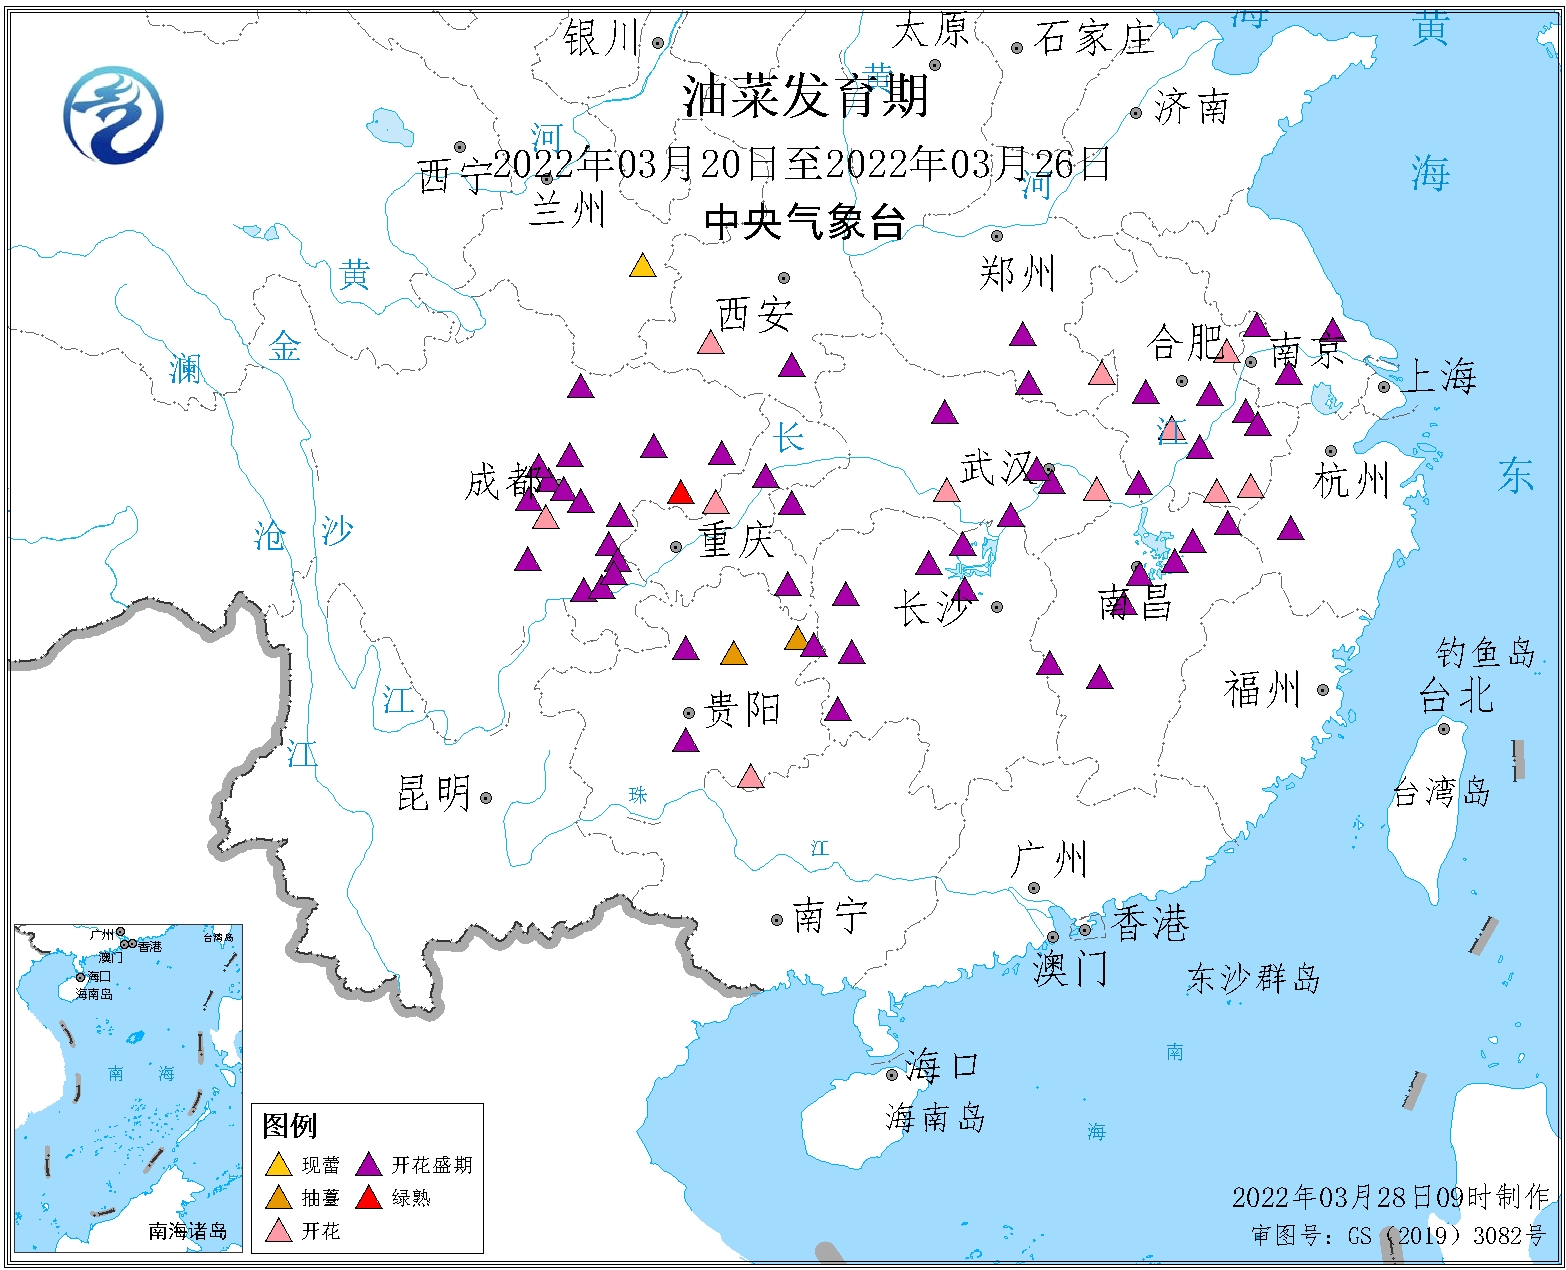 银川
太原
石家庄
黄
海
黄
油菜发育期
济南
河
西宁
2022年03月20日至2022年03月26日
海
兰州
河
中央气象台
黄
郑州
西安
金
澜
合肥
南京
上海
长
江
成都
武汉
杭州
东
沧
沙
重庆
长沙
南昌
钓鱼岛
福州
台北
江
贵阳
江
昆明
珠
台湾岛
江
广州
南宁
香港
澳门
东沙群岛
南
海口
海南岛
海
广州
香港
澳门
台湾岛
海口
海南岛
南
海
南海诸岛
图例
现蕾
开花盛期
抽薹
绿熟
开花
2022年03月28日09时制作
审图号：GS（2019）3082号